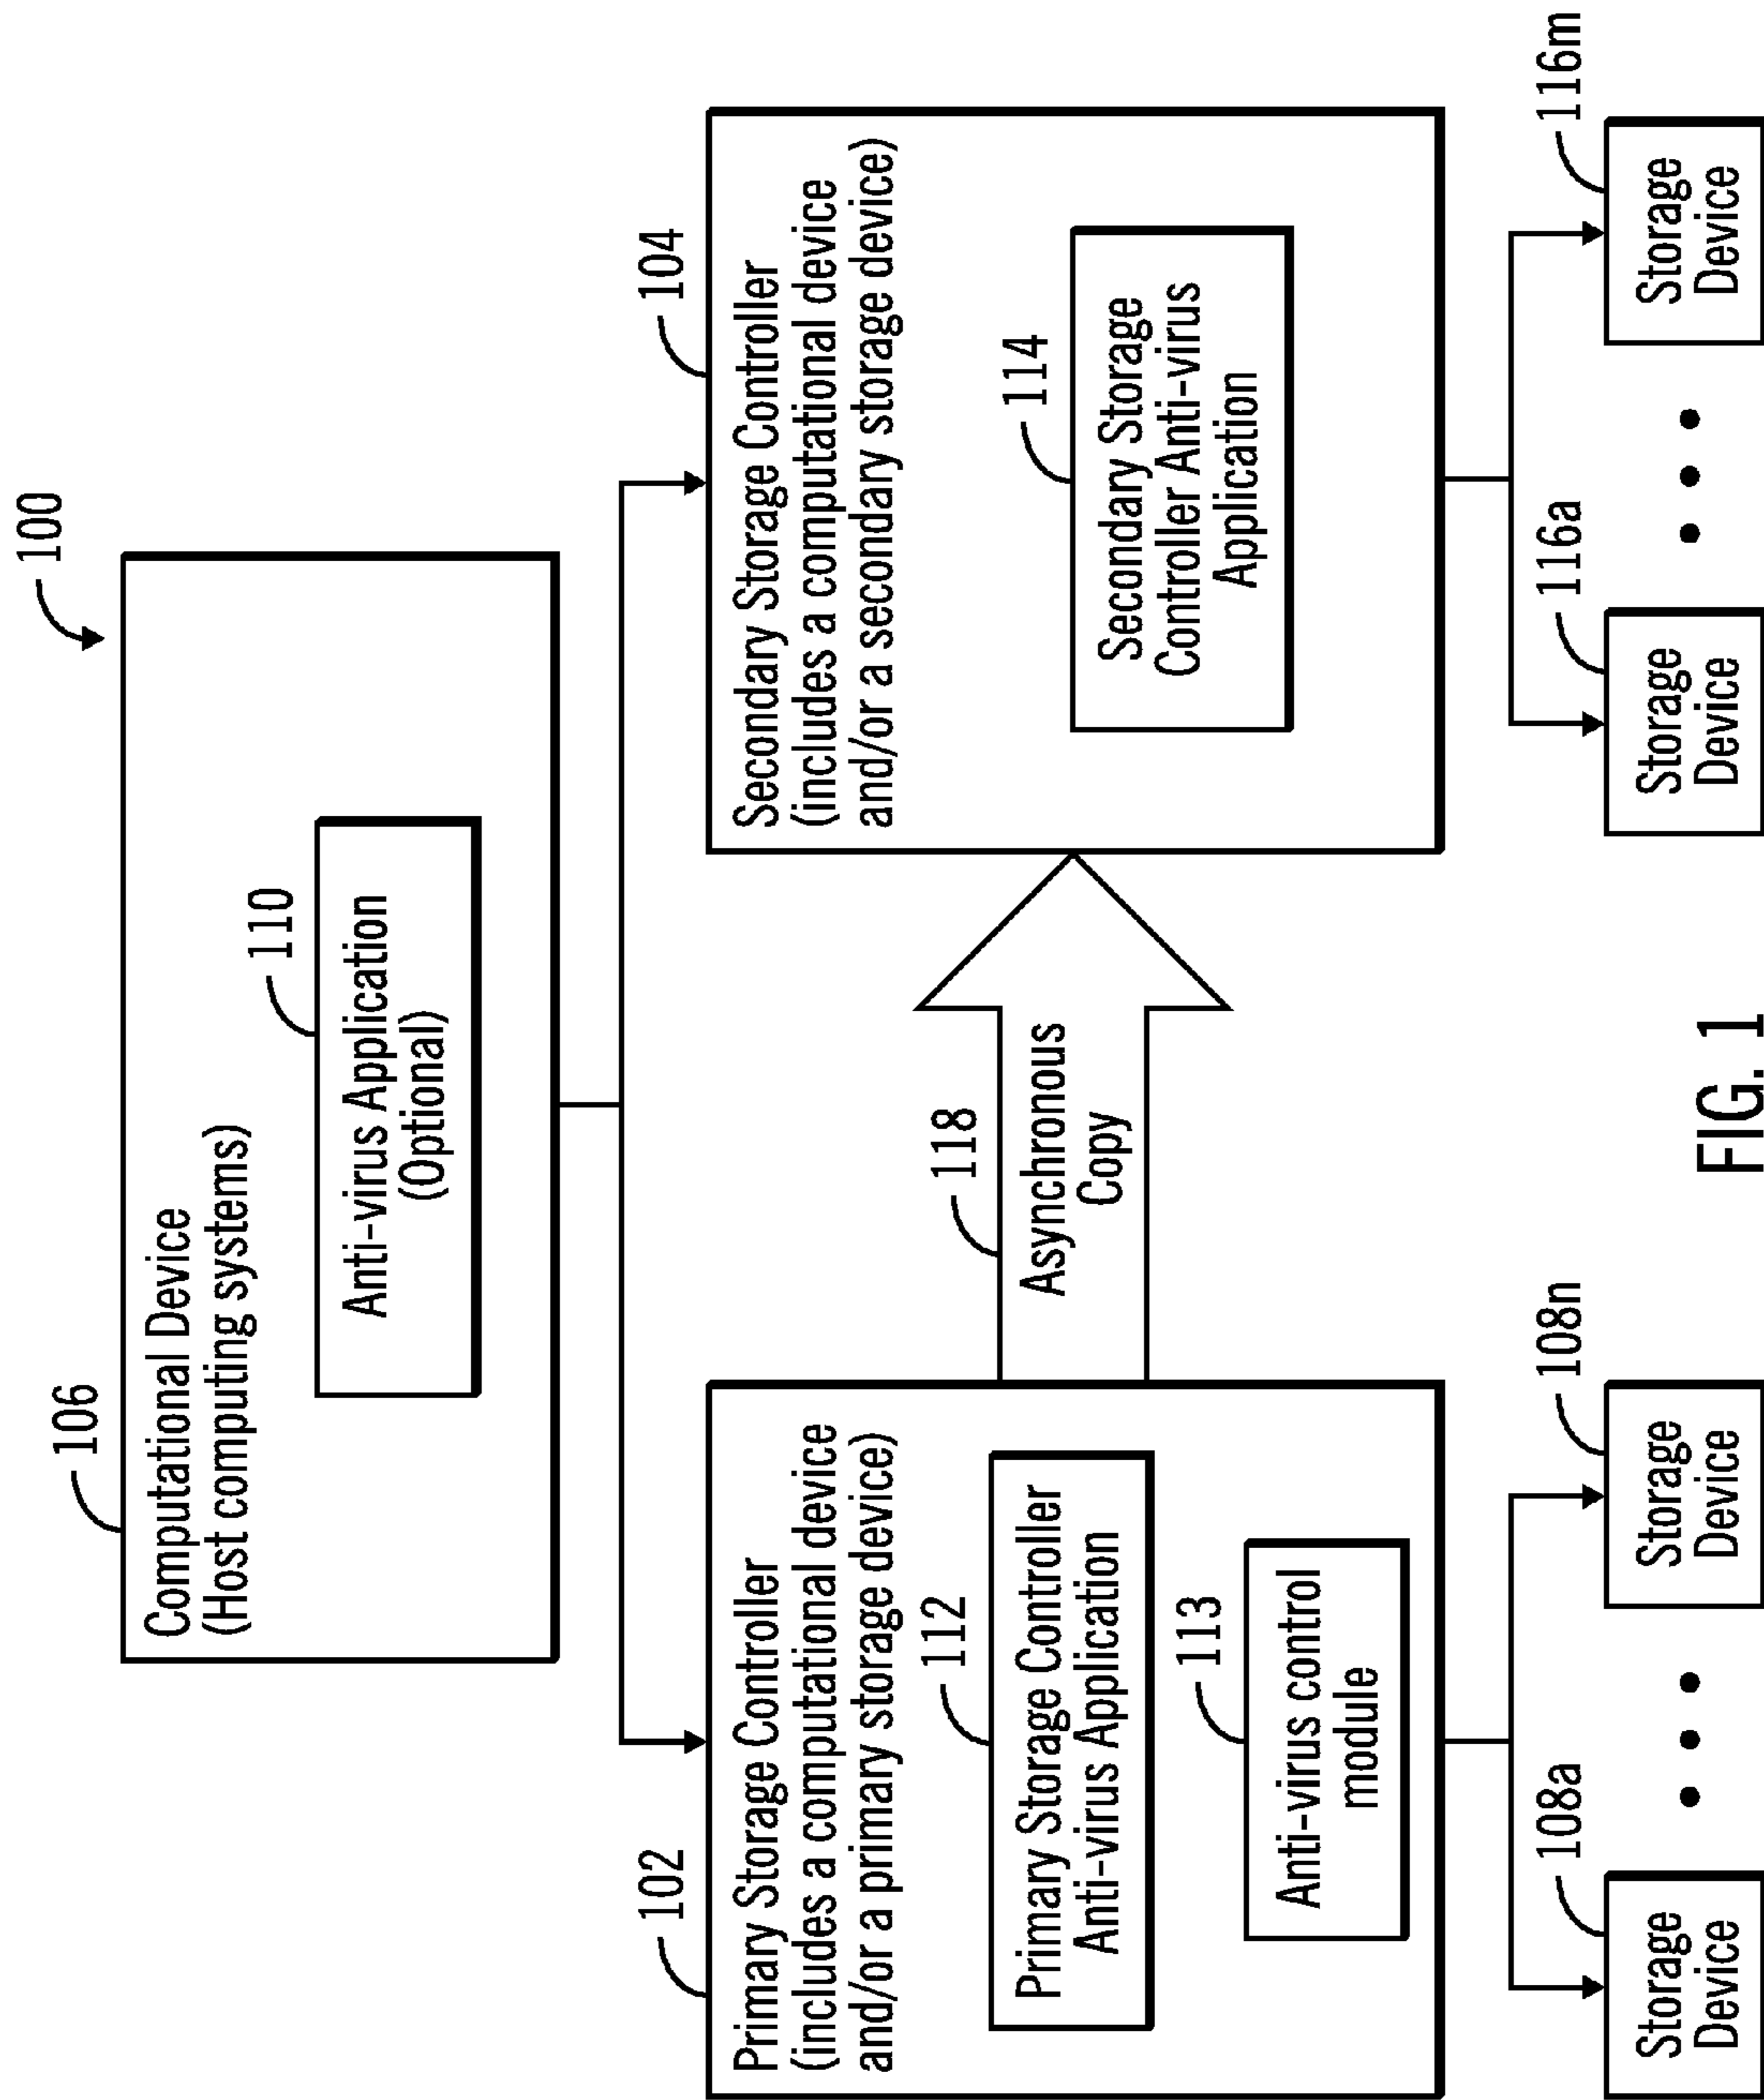 100
106
Computational Device
(Host computing systems)
110
Anti-virus Application
(Optional)
102
Primary Storage Controller
(includes a computational device
and/or a primary storage device)
112
Primary Storage Controller
Anti-virus Application
113
Anti-virus control
module
118
Asynchronous
Copy
104
Secondary Storage Controller
(includes a computational device
and/or a secondary storage device)
114
Secondary Storage
Controller Anti-virus
Application
108a
Storage
Device
108n
Storage
Device
116a
Storage
Device
116m
Storage
Device
FIG. 1